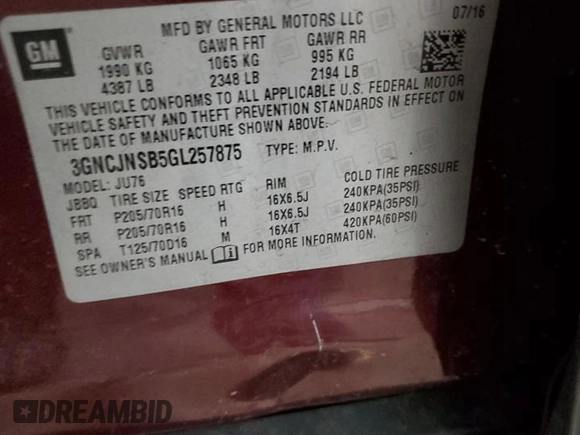 GM
MFD BY GENERAL MOTORS LLC 07/16
GVWR GAWR FRT GAWR RR
1990 KG 1065 KG 995 KG
4387 LB 2348 LB 2194 LB
THIS VEHICLE CONFORMS TO ALL APPLICABLE U.S. FEDERAL MOTOR
VEHICLE SAFETY AND THEFT PREVENTION STANDARDS IN EFFECT ON
THE DATE OF MANUFACTURE SHOWN ABOVE.
3GNCJNSB5GL257875 TYPE: M.P.V.
MODEL: JU76
JBBQ TIRE SIZE SPEED RTG RIM COLD TIRE PRESSURE
FRT P205/70R16 H 16X6.5J 240KPA(35PSI)
RR P205/70R16 H 16X6.5J 240KPA(35PSI)
SPA T125/70D16 M 16X4T 420KPA(60PSI)
SEE OWNER'S MANUAL FOR MORE INFORMATION.
DREAMBID